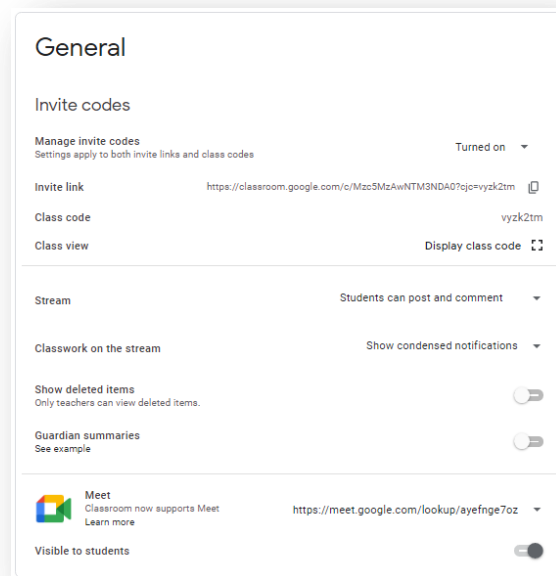 General
Invite codes
Manage invite codes
Settings apply to both invite links and class codes
Turned on
Invite link
https://classroom.google.com/c/Mzc5MzAwNTM3NDA0?cjc=vyzk2tm
Class code
vyzk2tm
Class view
Display class code
Stream
Students can post and comment
Classwork on the stream
Show condensed notifications
Show deleted items
Only teachers can view deleted items.
Guardian summaries
See example
Meet
Classroom now supports Meet
Learn more
https://meet.google.com/lookup/ayefnge7oz
Visible to students